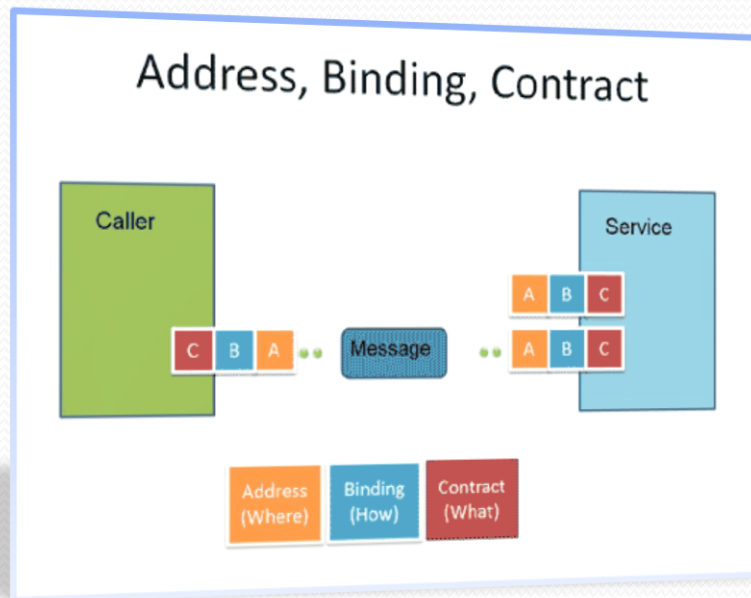 Address, Binding, Contract
Caller
Service
A B C
C B A
Message
A B C
Address
(Where)
Binding
(How)
Contract
(What)